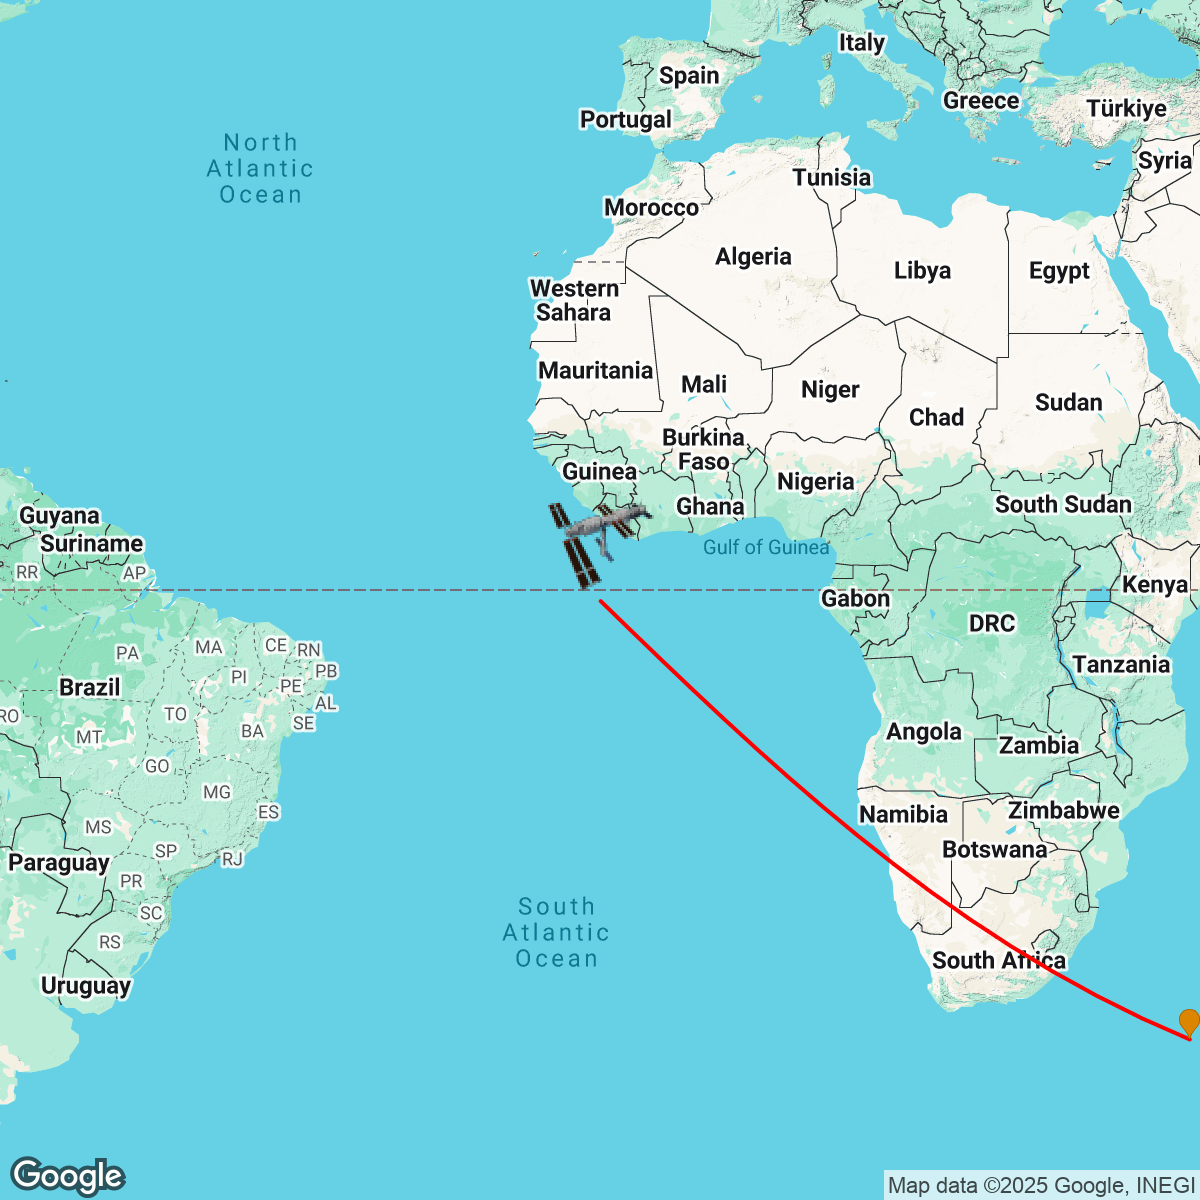 Italy
Spain
Greece
Türkiye
Portugal
North
Atlantic
Ocean
Syria
Tunisia
Morocco
Algeria
Libya
Egypt
Western
Sahara
Mauritania
Mali
Niger
Chad
Sudan
Burkina
Faso
Guinea
Nigeria
Ghana
South Sudan
Guyana
Suriname
Gulf of Guinea
RR
AP
Kenya
Gabon
DRC
PA
MA
CE
RN
PB
Tanzania
PI
PE
Brazil
AL
RO
TO
SE
BA
MT
Angola
Zambia
GO
MG
ES
Namibia
Zimbabwe
MS
SP
RJ
Botswana
Paraguay
PR
SC
South
Atlantic
Ocean
RS
South Africa
Uruguay
Google
Map data ©2025 Google, INEGI